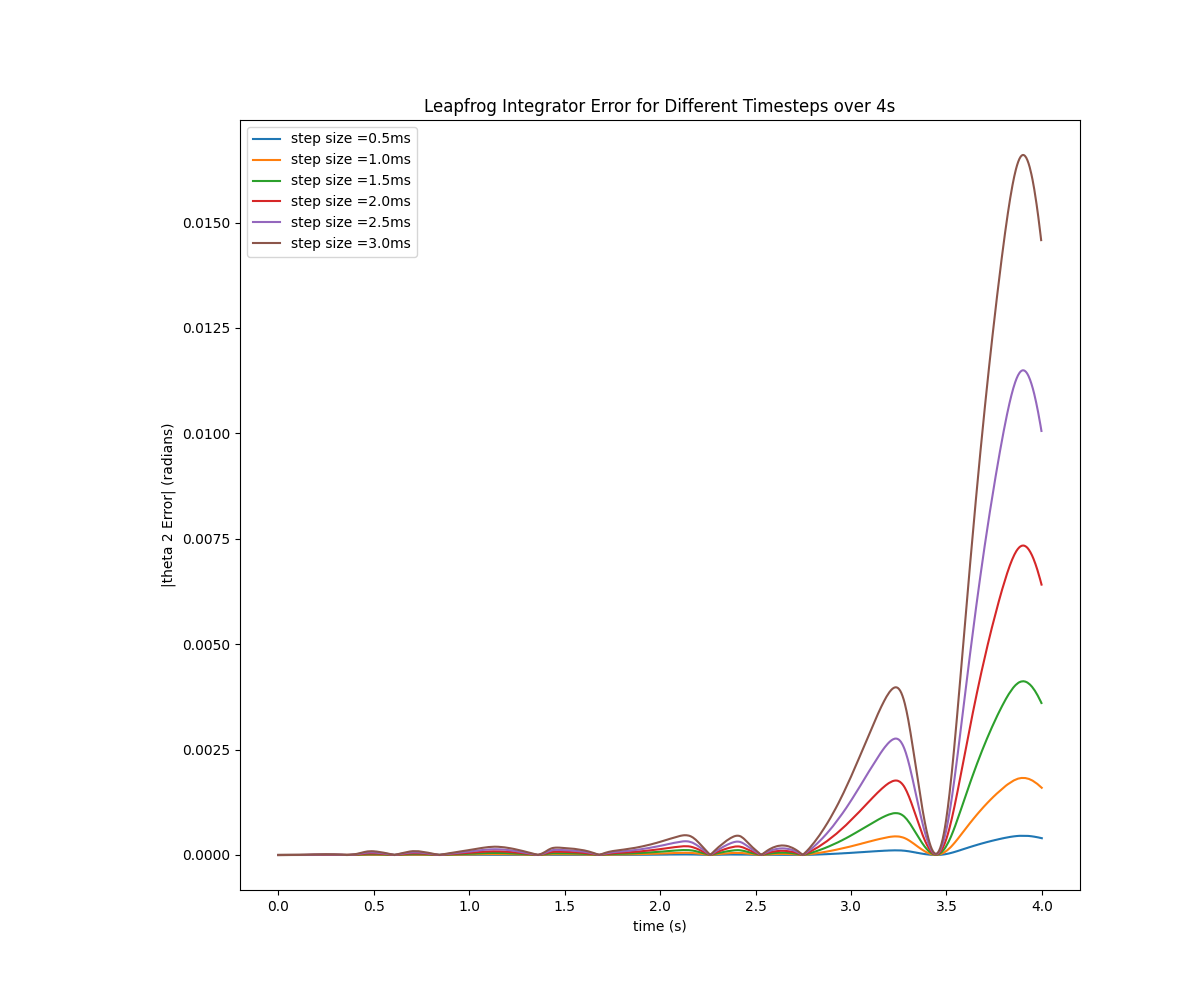 Leapfrog Integrator Error for Different Timesteps over 4s
step size =0.5ms
step size =1.0ms
step size =1.5ms
step size =2.0ms
step size =2.5ms
step size =3.0ms
|theta 2 Error| (radians)
0.0150
0.0125
0.0100
0.0075
0.0050
0.0025
0.0000
0.0 0.5 1.0 1.5 2.0 2.5 3.0 3.5 4.0
time (s)